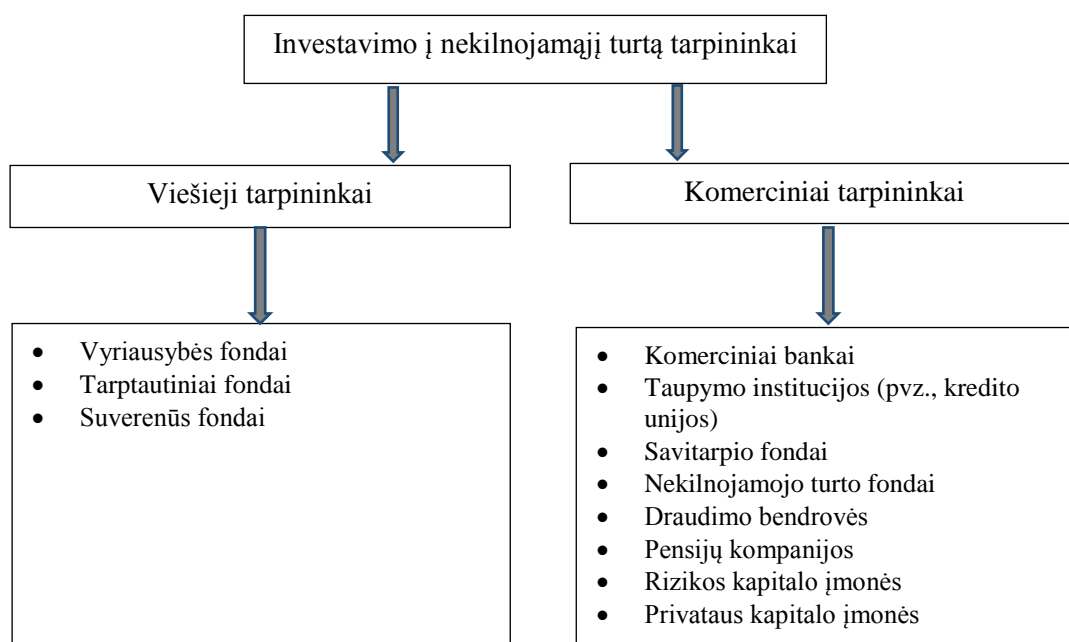 Investavimo į nekilnojamąjį turtą tarpininkai
Viešieji tarpininkai
Komerciniai tarpininkai
• Vyriausybės fondai
• Tarptautiniai fondai
• Suverenūs fondai
• Komerciniai bankai
• Taupymo institucijos (pvz., kredito
unijos)
• Savitarpio fondai
• Nekilnojamojo turto fondai
• Draudimo bendrovės
• Pensijų kompanijos
• Rizikos kapitalo įmonės
• Privataus kapitalo įmonės